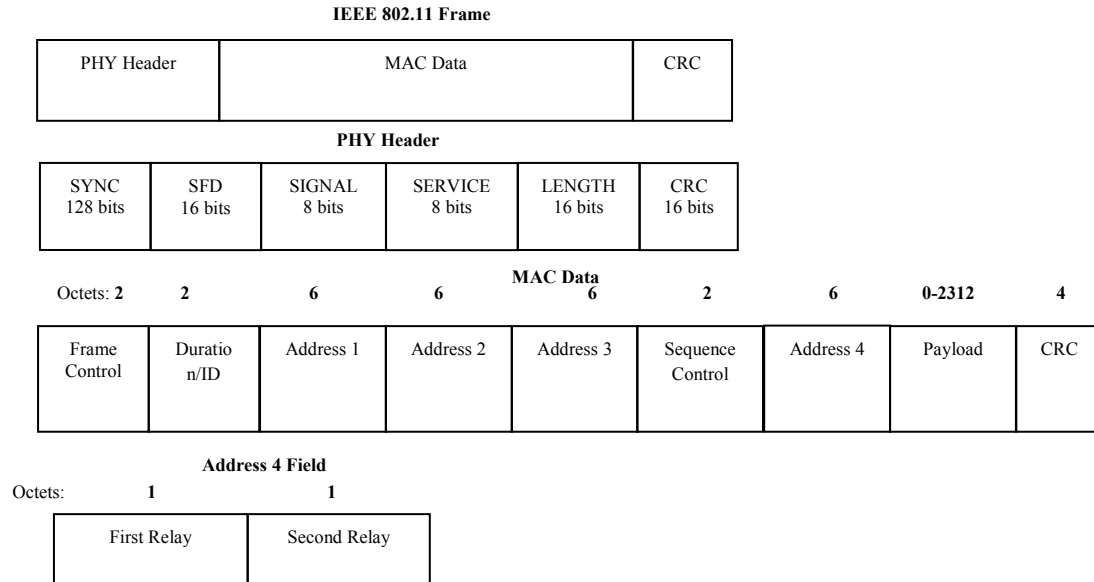 IEEE 802.11 Frame
PHY Header MAC Data CRC
PHY Header
SYNC SFD SIGNAL SERVICE LENGTH CRC
128 bits 16 bits 8 bits 8 bits 16 bits 16 bits
MAC Data
Octets: 2 2 6 6 6 2 6 0-2312 4
Frame Duratio Address 1 Address 2 Address 3 Sequence Address 4 Payload CRC
Control n/ID Control
Address 4 Field
Octets: 1 1
First Relay Second Relay